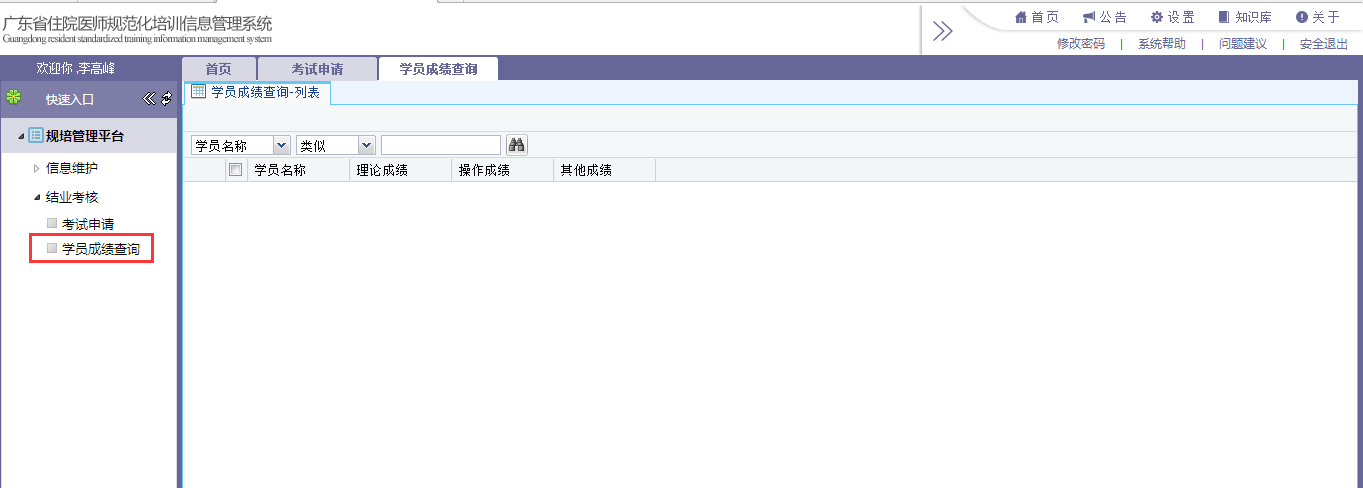 广东省住院医师规范化培训信息管理系统
Guangdong resident standardized training information management system
首页 公告 设置 知识库 关于
修改密码 | 系统帮助 | 问题建议 | 安全退出
欢迎你 ,李高峰
首页 考试申请 学员成绩查询
快速入口
学员成绩查询-列表
规培管理平台
学员名称 类似
信息维护
学员名称 理论成绩 操作成绩 其他成绩
结业考核
考试申请
学员成绩查询